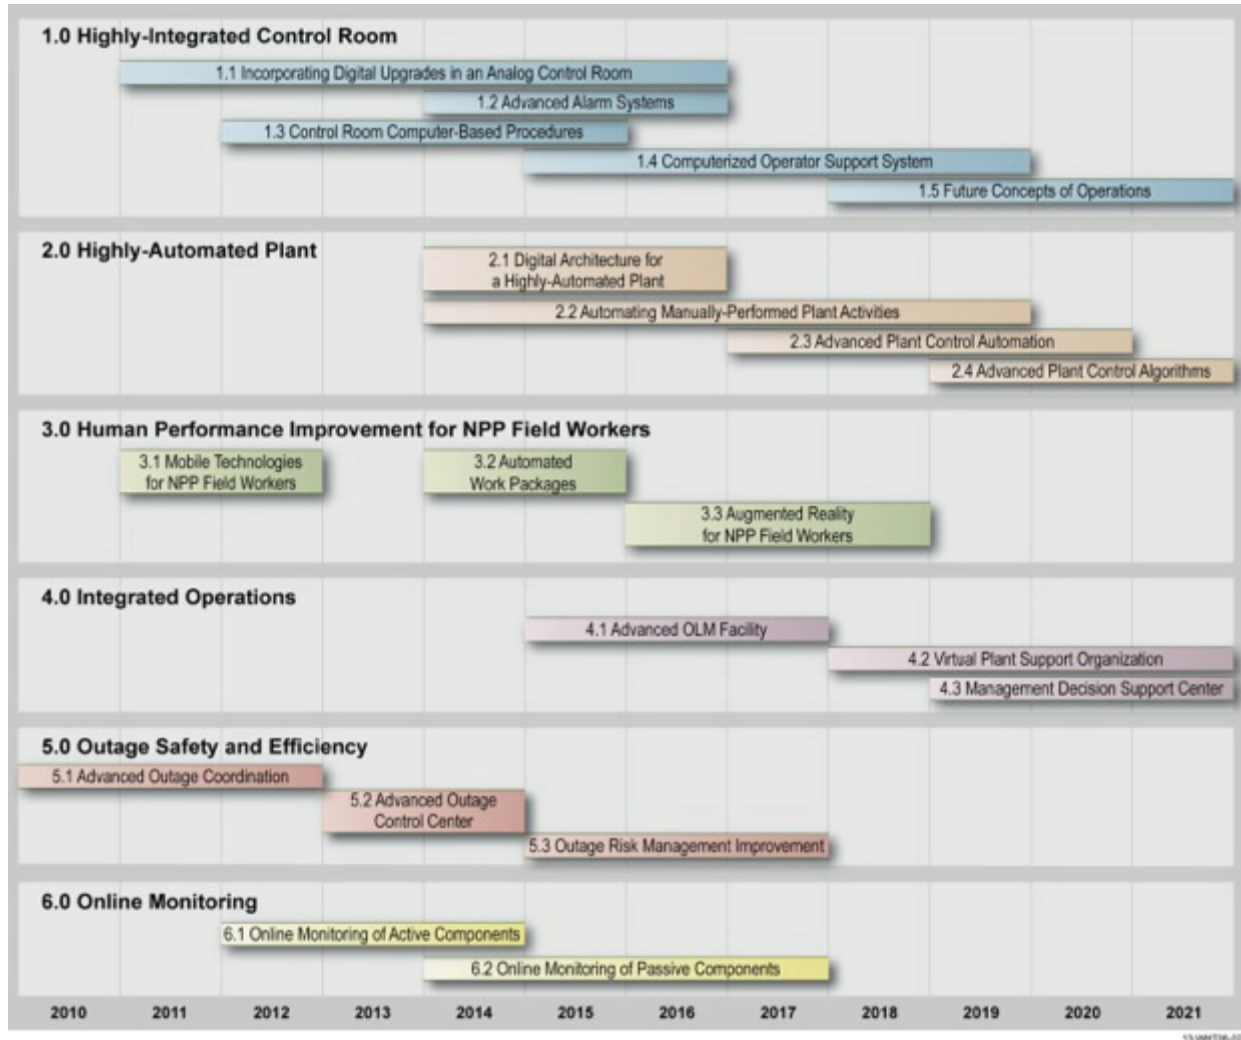 1.0 Highly-Integrated Control Room
1.1 Incorporating Digital Upgrades in an Analog Control Room
1.2 Advanced Alarm Systems
1.3 Control Room Computer-Based Procedures
1.4 Computerized Operator Support System
1.5 Future Concepts of Operations
2.0 Highly-Automated Plant
2.1 Digital Architecture for
a Highly-Automated Plant
2.2 Automating Manually-Performed Plant Activities
2.3 Advanced Plant Control Automation
2.4 Advanced Plant Control Algorithms
3.0 Human Performance Improvement for NPP Field Workers
3.1 Mobile Technologies
for NPP Field Workers
3.2 Automated
Work Packages
3.3 Augmented Reality
for NPP Field Workers
4.0 Integrated Operations
4.1 Advanced OLM Facility
4.2 Virtual Plant Support Organization
4.3 Management Decision Support Center
5.0 Outage Safety and Efficiency
5.1 Advanced Outage Coordination
5.2 Advanced Outage
Control Center
5.3 Outage Risk Management Improvement
6.0 Online Monitoring
6.1 Online Monitoring of Active Components
6.2 Online Monitoring of Passive Components
2010 2011 2012 2013 2014 2015 2016 2017 2018 2019 2020 2021